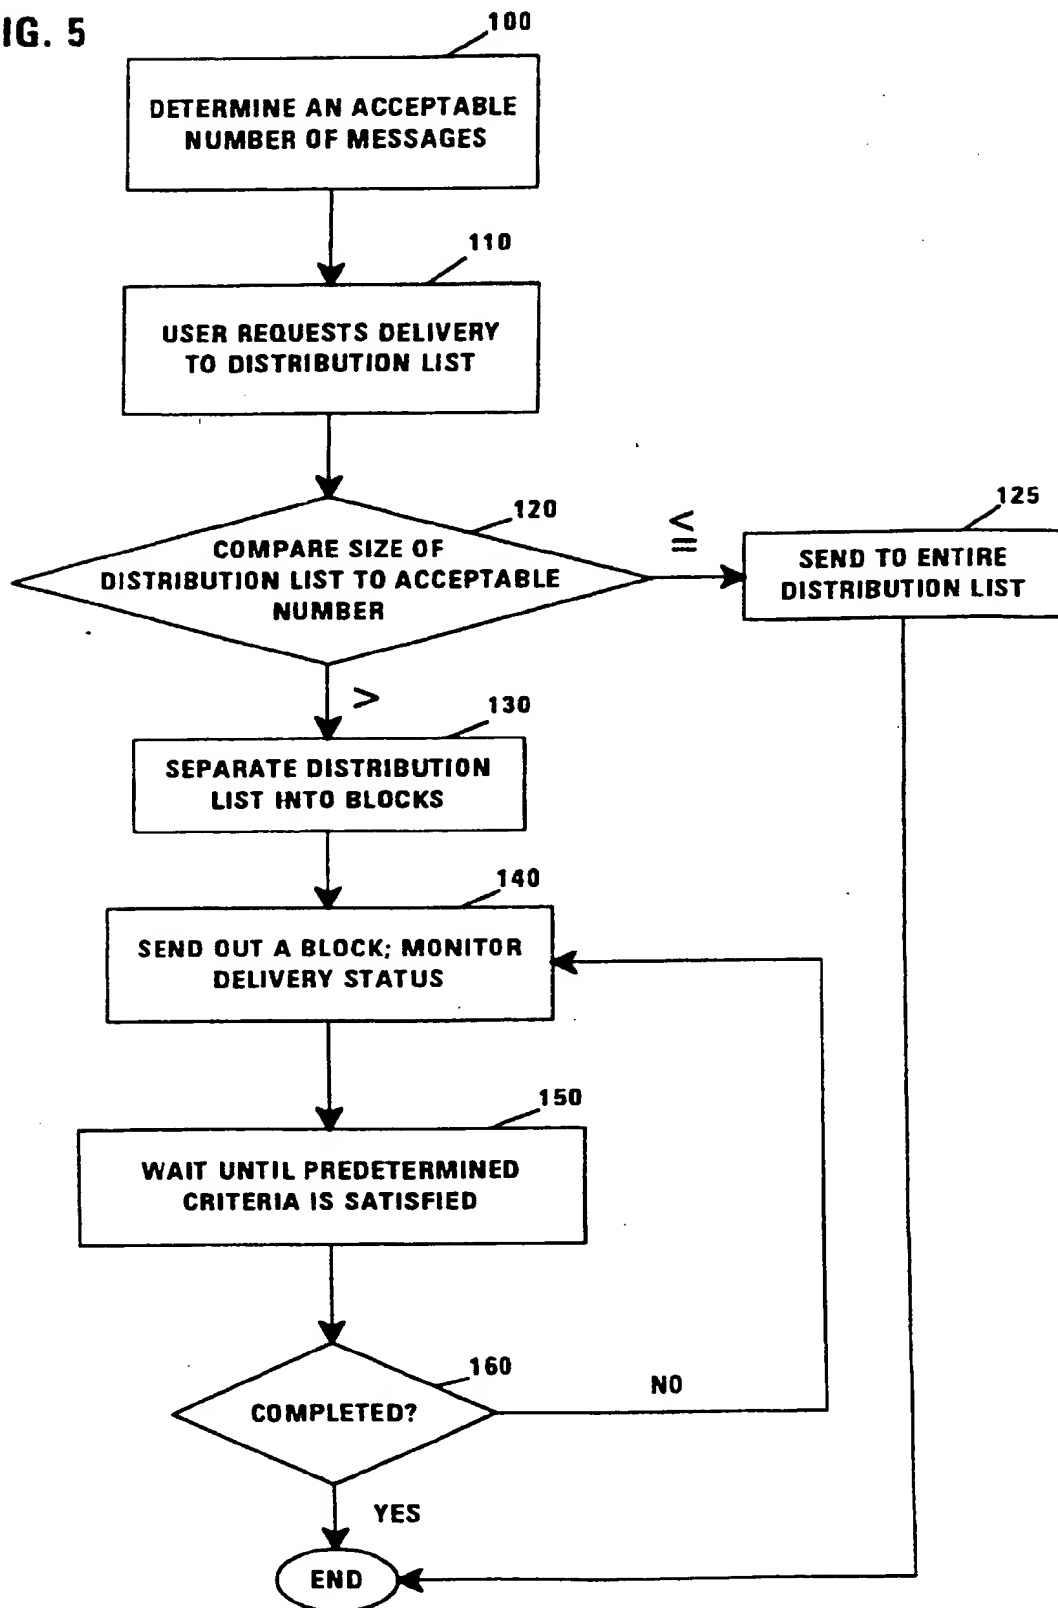 IG. 5
100
DETERMINE AN ACCEPTABLE
NUMBER OF MESSAGES
110
USER REQUESTS DELIVERY
TO DISTRIBUTION LIST
120
COMPARE SIZE OF
DISTRIBUTION LIST TO ACCEPTABLE
NUMBER
≤
125
SEND TO ENTIRE
DISTRIBUTION LIST
>
130
SEPARATE DISTRIBUTION
LIST INTO BLOCKS
140
SEND OUT A BLOCK; MONITOR
DELIVERY STATUS
150
WAIT UNTIL PREDETERMINED
CRITERIA IS SATISFIED
160
COMPLETED?
NO
YES
END